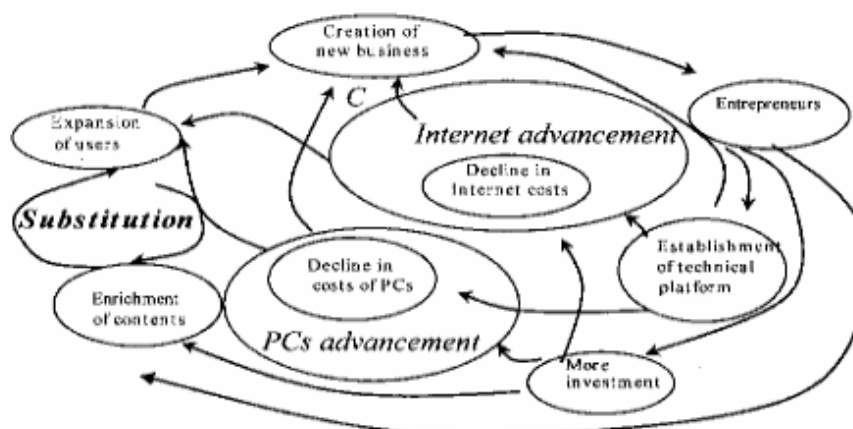 Creation of
new business
C
Entrepreneurs
Expansion
of users
Internet advancement
Decline in
Internet costs
Substitution
Establishment
of technical
platform
Decline in
costs of PCs
Enrichment
of contents
PCs advancement
More
investment